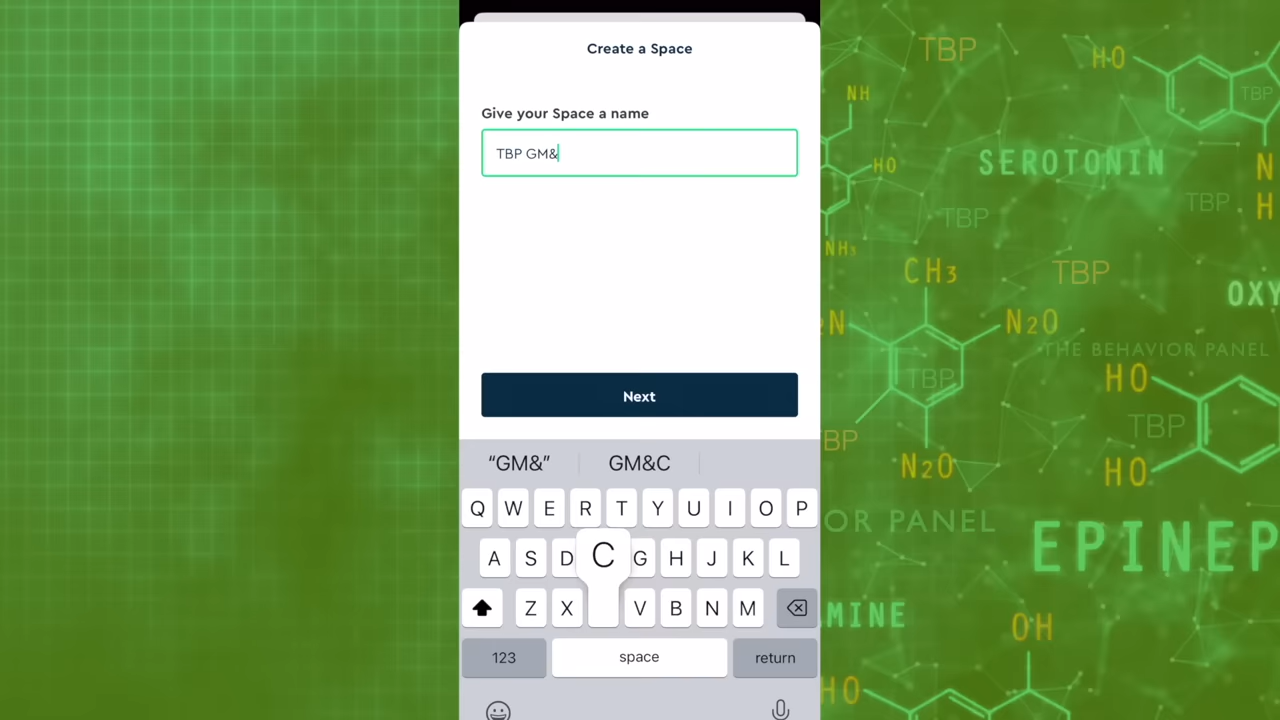 Create a Space
Give your Space a name
TBP GM&
Next
“GM&” GM&C
Q W E R T Y U I O P
A S D C G H J K L
Z X V B N M
123 space return
TBP
HO
TBP
NH
SEROTONIN
HO
TBP
TBP
N
H
NH3
CH3
TBP
OXY
N
N2O
THE BEHAVIOR PANEL
TBP
HO
TBP
BP
N2O
HO
OR PANEL
EPINEP
MINE
OH
HO